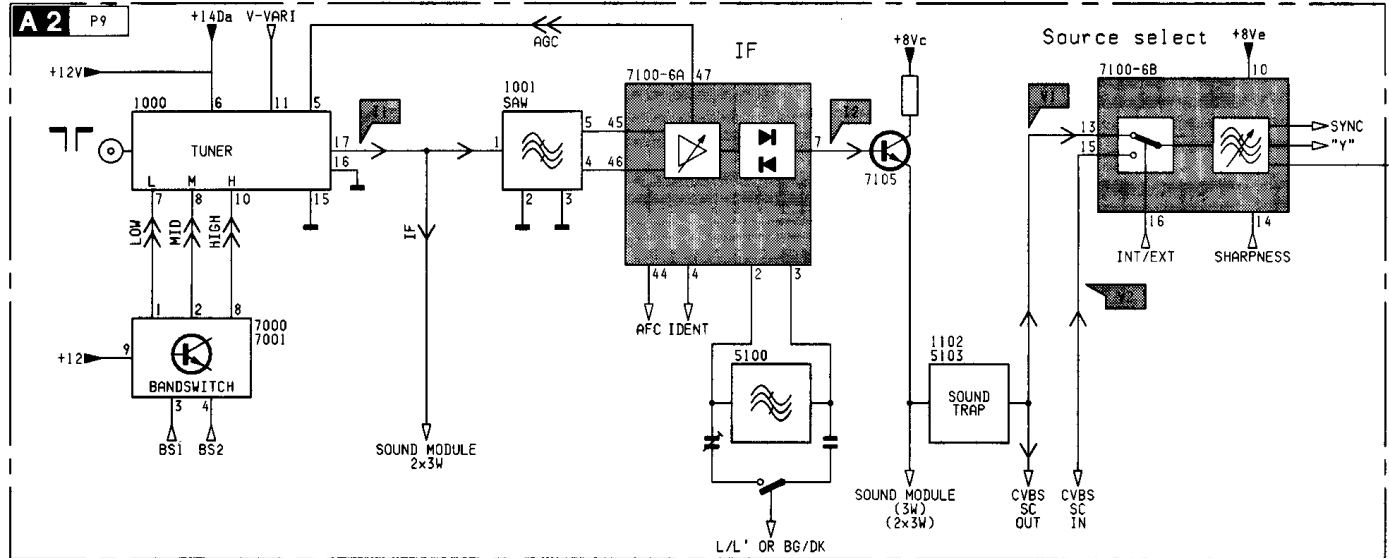 A 2 P9
+14Da V-VARI
+12V
AGC
IF
+8Vc
Source select
+8Ve
1000 6 11 5
TUNER
17
16
L M H
7 8 10 15
LOW MID HIGH
1 2 8
7000
7001
+12 9
BANDSWITCH
3 4
BS1 BS2
IF
SOUND MODULE
2x3W
1001
SAW
1
5 45
4 46
2 3
7100-6A 47
7
44 4 2 3
AFC IDENT
5100
L/L' OR BG/DK
7105
1102
5103
SOUND
TRAP
SOUND MODULE
(3W)
(2x3W)
CVBS
SC
OUT
CVBS
SC
IN
7100-6B 10
13
15
16 14
INT/EXT SHARPNESS
SYNC
"Y"
V1
V2
I2